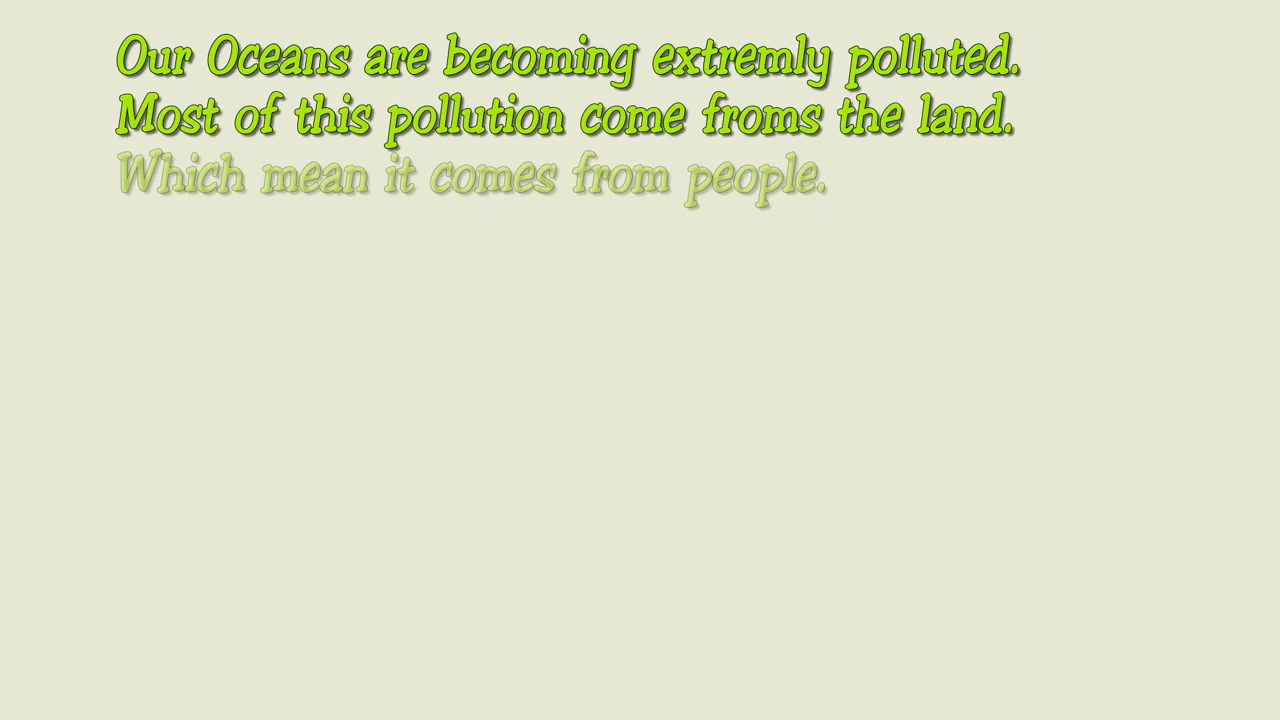 Our Oceans are becoming extremly polluted.
Most of this pollution come froms the land.
Which mean it comes from people.